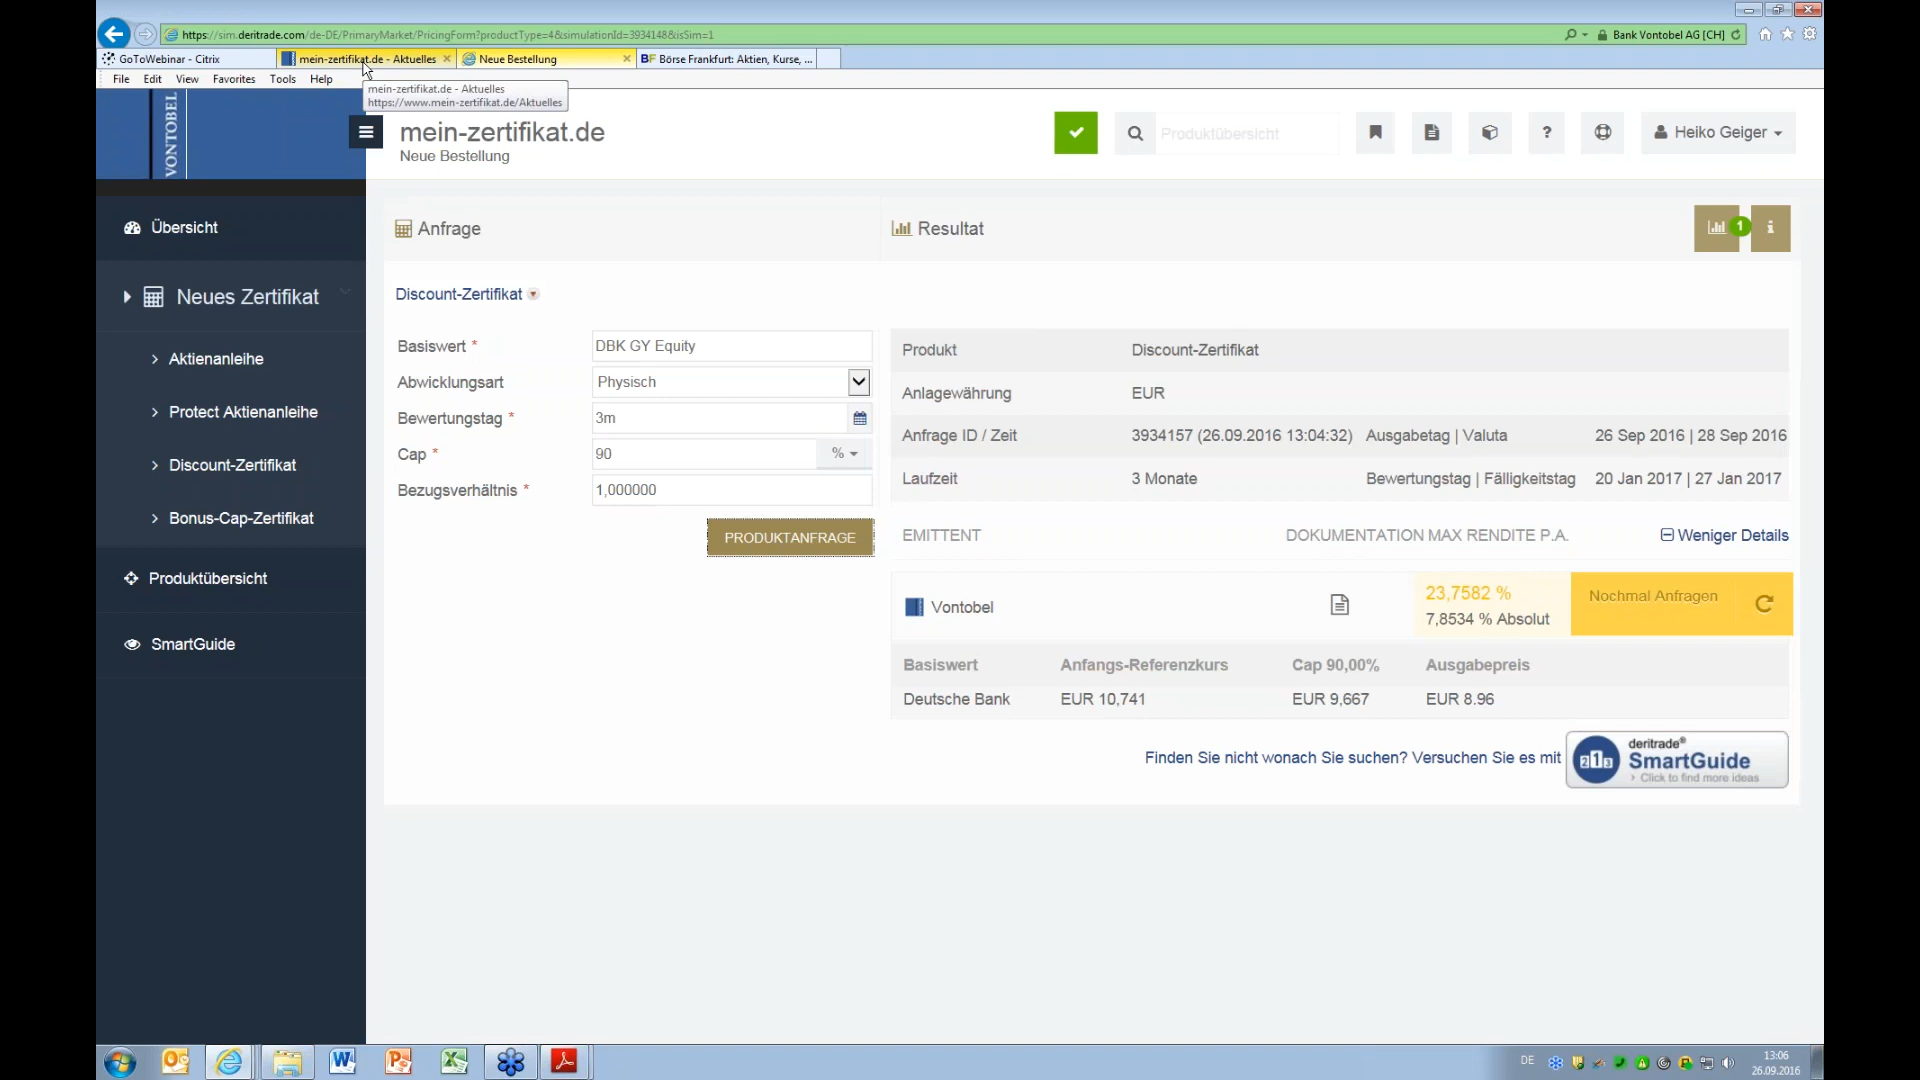 https://sim.deritrade.com/de-DE/PrimaryMarket/PricingForm?productType=4&simulationId=3934148&isSim=1
Bank Vontobel AG [CH]
GoToWebinar - Citrix
mein-zertifikat.de - Aktuelles
Neue Bestellung
BF Börse Frankfurt: Aktien, Kurse, ...
File Edit View Favorites Tools Help
mein-zertifikat.de - Aktuelles
https://www.mein-zertifikat.de/Aktuelles
VONTOBEL
mein-zertifikat.de
Neue Bestellung
Produktübersicht
?
Heiko Geiger
Übersicht
Neues Zertifikat
Aktienanleihe
Protect Aktienanleihe
Discount-Zertifikat
Bonus-Cap-Zertifikat
Produktübersicht
SmartGuide
Anfrage
Discount-Zertifikat
Basiswert * DBK GY Equity
Abwicklungsart Physisch
Bewertungstag * 3m
Cap * 90 %
Bezugsverhältnis * 1,000000
PRODUKTANFRAGE
Resultat
1
i
Produkt Discount-Zertifikat
Anlagewährung EUR
Anfrage ID / Zeit 3934157 (26.09.2016 13:04:32) Ausgabetag | Valuta 26 Sep 2016 | 28 Sep 2016
Laufzeit 3 Monate Bewertungstag | Fälligkeitstag 20 Jan 2017 | 27 Jan 2017
EMITTENT DOKUMENTATION MAX RENDITE P.A. Weniger Details
Vontobel
23,7582 %
7,8534 % Absolut
Nochmal Anfragen
Basiswert Anfangs-Referenzkurs Cap 90,00% Ausgabepreis
Deutsche Bank EUR 10,741 EUR 9,667 EUR 8.96
Finden Sie nicht wonach Sie suchen? Versuchen Sie es mit
deritrade®
SmartGuide
> Click to find more ideas
DE
13:06
26.09.2016